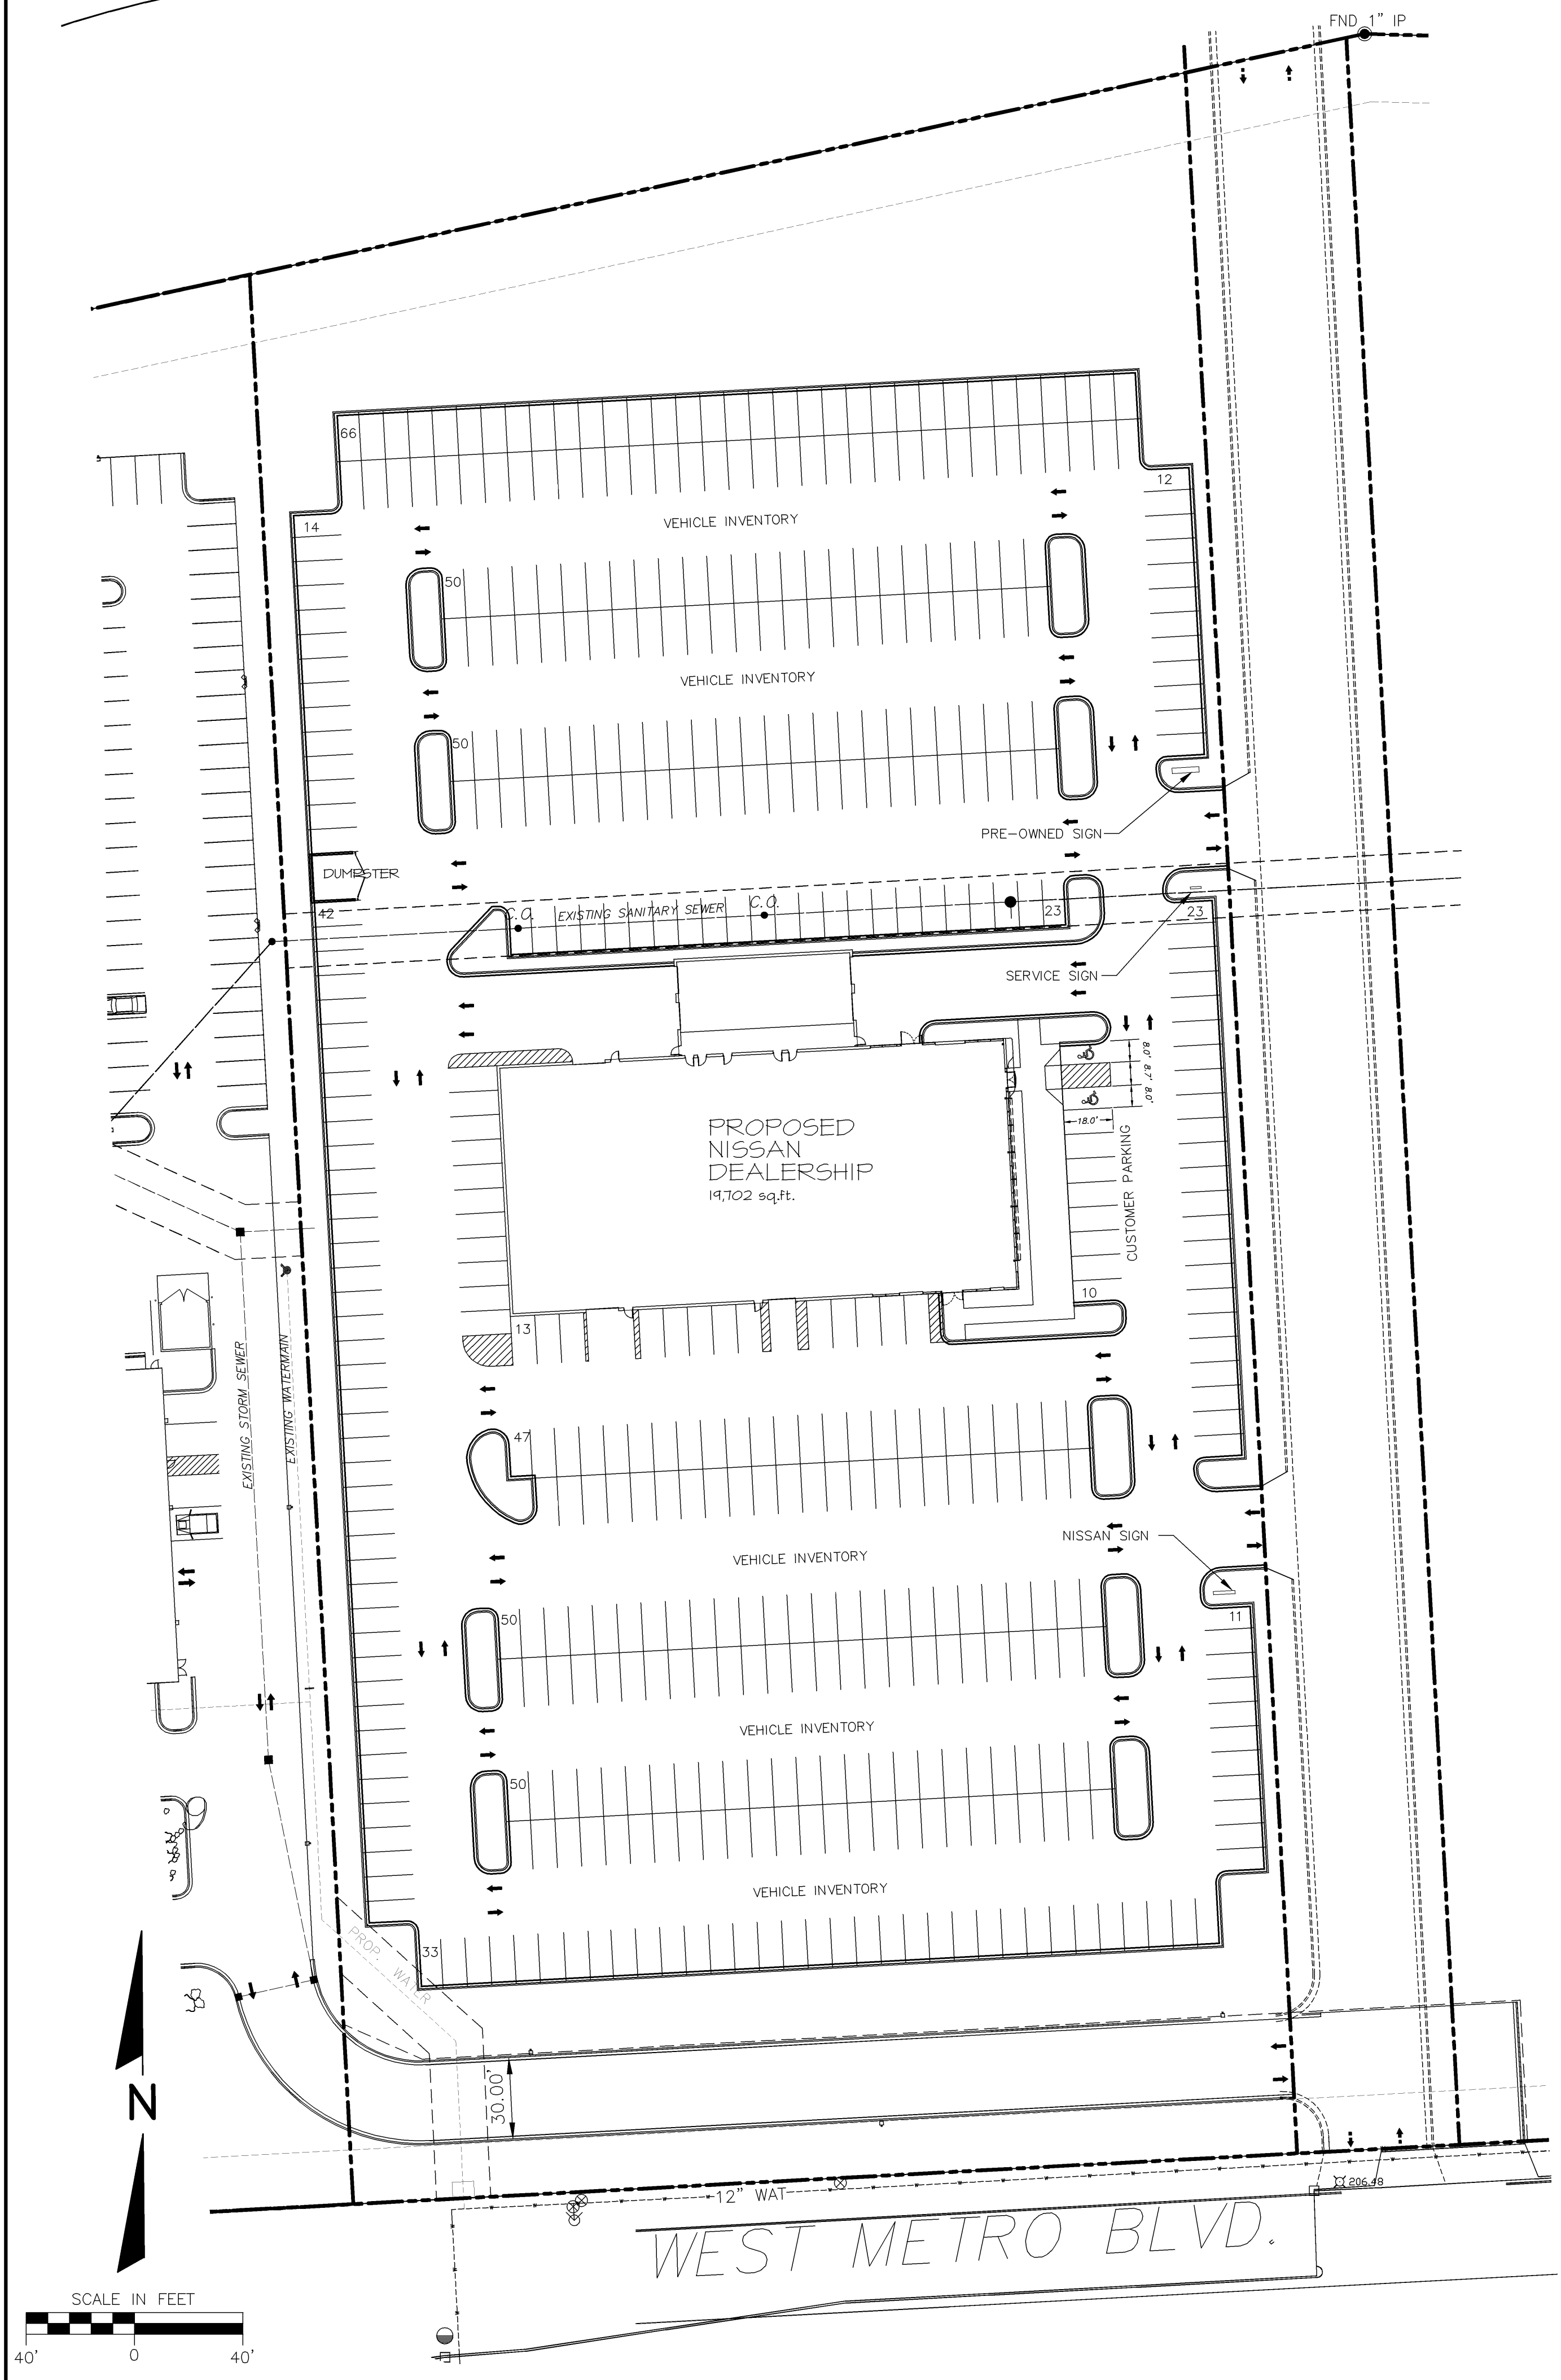 FND 1" IP
66
12
14
VEHICLE INVENTORY
50
VEHICLE INVENTORY
50
PRE-OWNED SIGN
DUMPSTER
42
C.O.
EXISTING SANITARY SEWER
C.O.
23
23
SERVICE SIGN
8.0'
8.7'
8.0'
18.0'
CUSTOMER PARKING
PROPOSED
NISSAN
DEALERSHIP
19,702 sq.ft.
10
13
EXISTING STORM SEWER
EXISTING WATERMAIN
47
NISSAN SIGN
VEHICLE INVENTORY
50
11
VEHICLE INVENTORY
50
VEHICLE INVENTORY
33
PROP WATER
N
30.00'
12" WAT
206.48
WEST METRO BLVD.
SCALE IN FEET
40'
0
40'